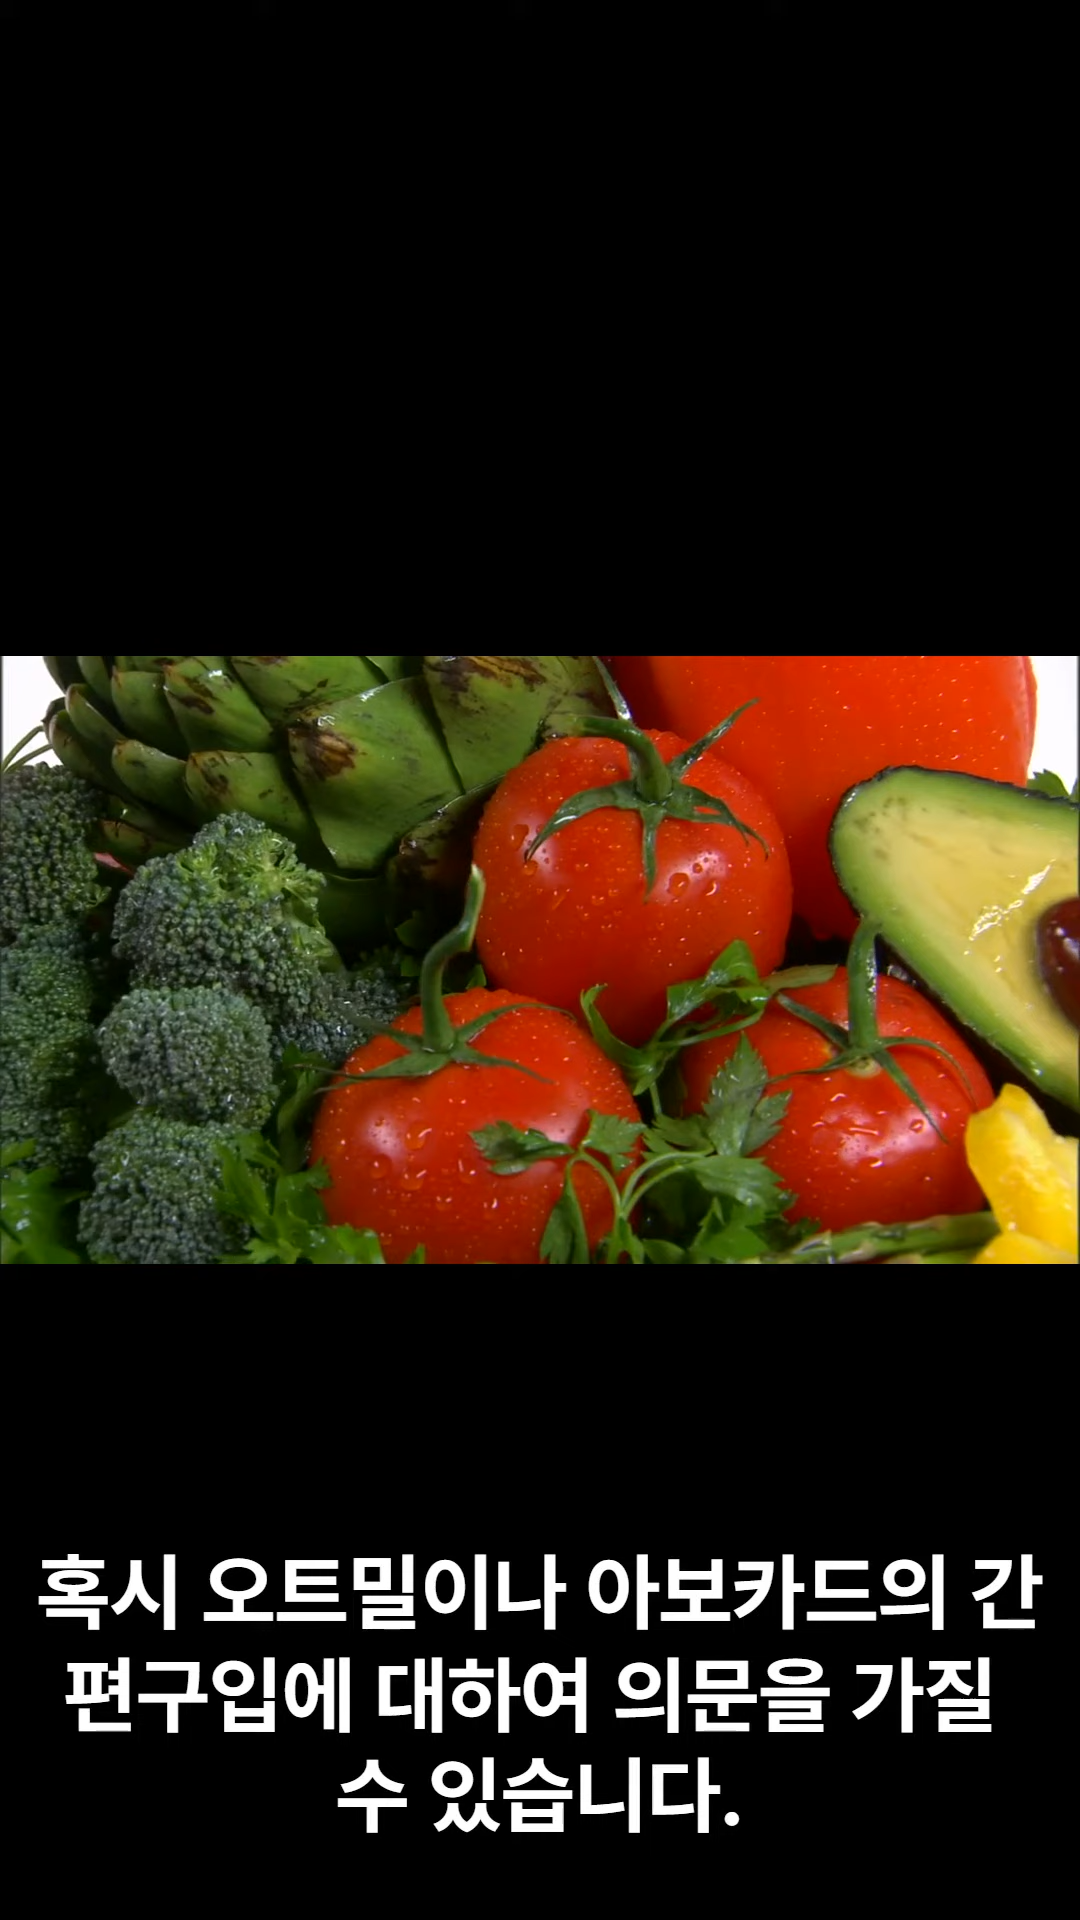 혹시 오트밀이나 아보카드의 간
편구입에 대하여 의문을 가질
수 있습니다.